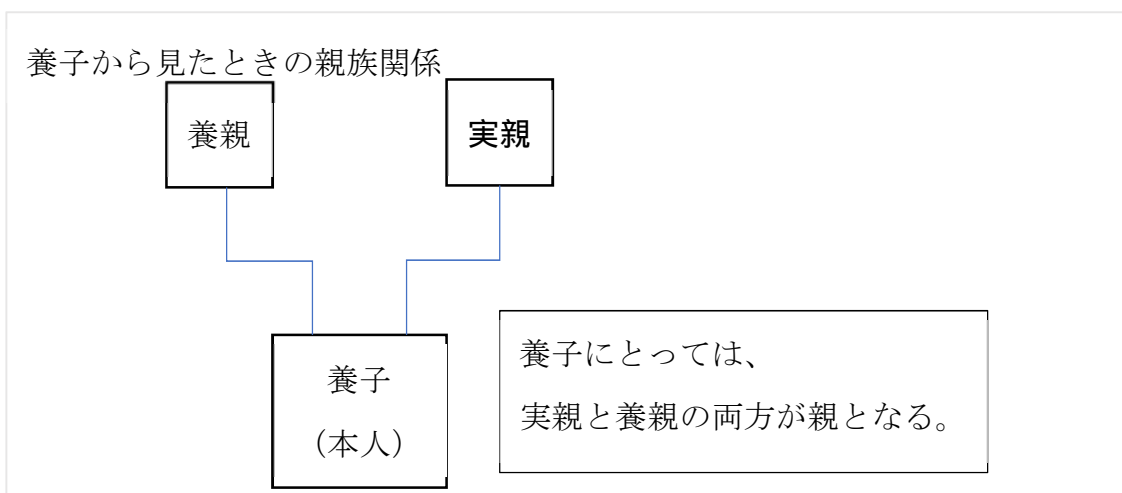 養子から見たときの親族関係
養親
実親
養子
（本人）
養子にとっては、
実親と養親の両方が親となる。